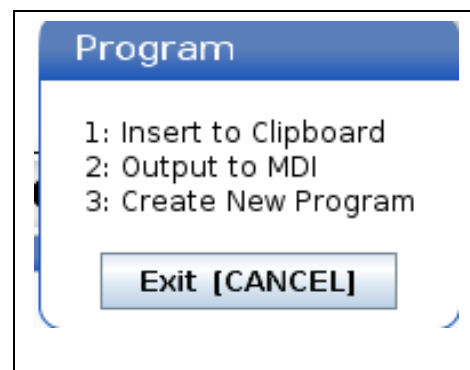 Program
1: Insert to Clipboard
2: Output to MDI
3: Create New Program
Exit [CANCEL]